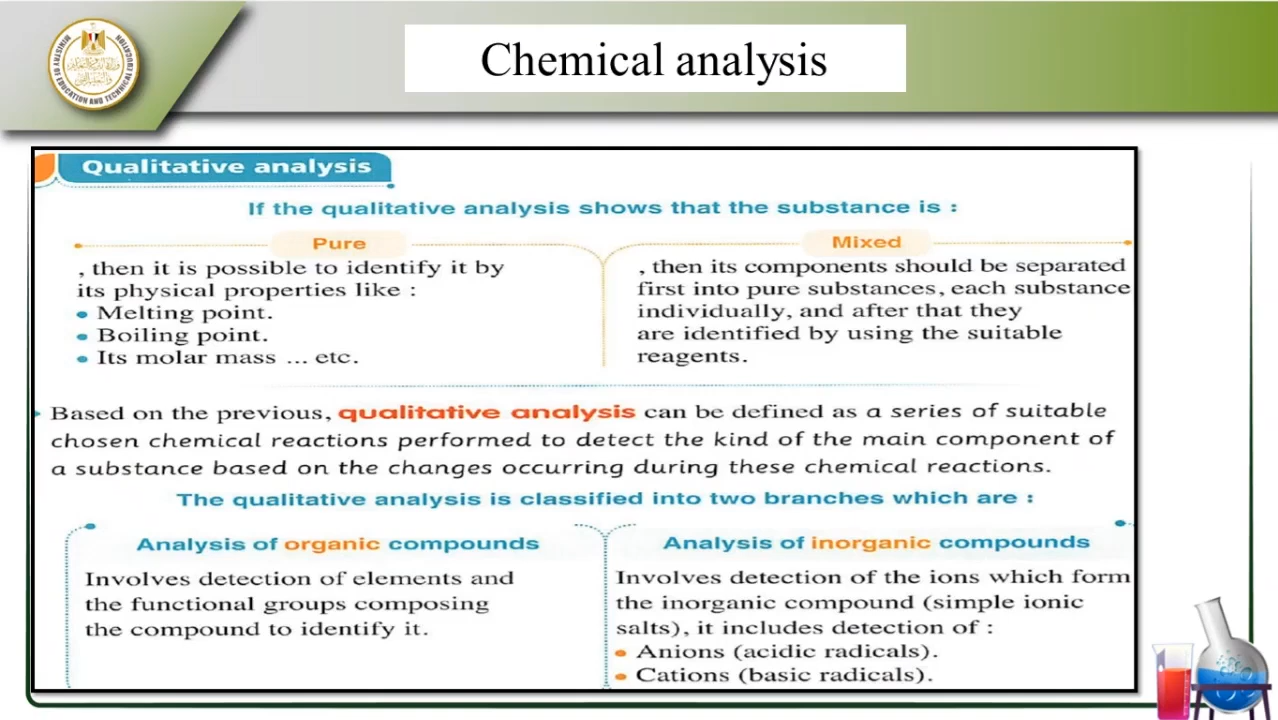 Chemical analysis
MINISTRY OF EDUCATION AND TECHNICAL EDUCATION
Qualitative analysis
If the qualitative analysis shows that the substance is :
Pure
, then it is possible to identify it by
its physical properties like :
• Melting point.
• Boiling point.
• Its molar mass ... etc.
Mixed
, then its components should be separated
first into pure substances, each substance
individually, and after that they
are identified by using the suitable
reagents.
Based on the previous, qualitative analysis can be defined as a series of suitable
chosen chemical reactions performed to detect the kind of the main component of
a substance based on the changes occurring during these chemical reactions.
The qualitative analysis is classified into two branches which are :
Analysis of organic compounds
Involves detection of elements and
the functional groups composing
the compound to identify it.
Analysis of inorganic compounds
Involves detection of the ions which form
the inorganic compound (simple ionic
salts), it includes detection of :
• Anions (acidic radicals).
• Cations (basic radicals).